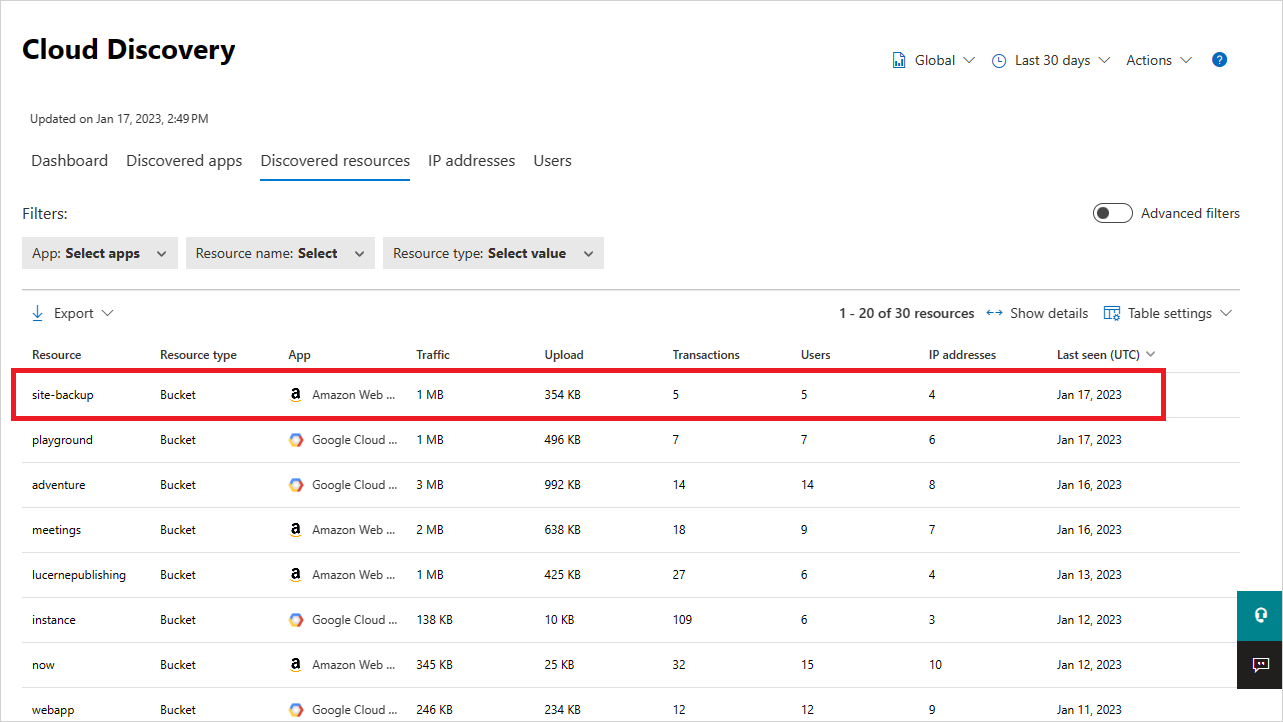 Cloud Discovery
Global Last 30 days Actions ?
Updated on Jan 17, 2023, 2:49 PM
Dashboard Discovered apps Discovered resources IP addresses Users
Filters: Advanced filters
App: Select apps Resource name: Select Resource type: Select value
Export 1 - 20 of 30 resources Show details Table settings
Resource Resource type App Traffic Upload Transactions Users IP addresses Last seen (UTC)
site-backup Bucket a Amazon Web ... 1 MB 354 KB 5 5 4 Jan 17, 2023
playground Bucket Google Cloud ... 1 MB 496 KB 7 7 6 Jan 17, 2023
adventure Bucket Google Cloud ... 3 MB 992 KB 14 14 8 Jan 16, 2023
meetings Bucket a Amazon Web ... 2 MB 638 KB 18 9 7 Jan 16, 2023
lucernepublishing Bucket a Amazon Web ... 1 MB 425 KB 27 6 4 Jan 13, 2023
instance Bucket Google Cloud ... 138 KB 10 KB 109 6 3 Jan 12, 2023
now Bucket a Amazon Web ... 345 KB 25 KB 32 15 10 Jan 12, 2023
webapp Bucket Google Cloud ... 246 KB 234 KB 12 12 9 Jan 11, 2023